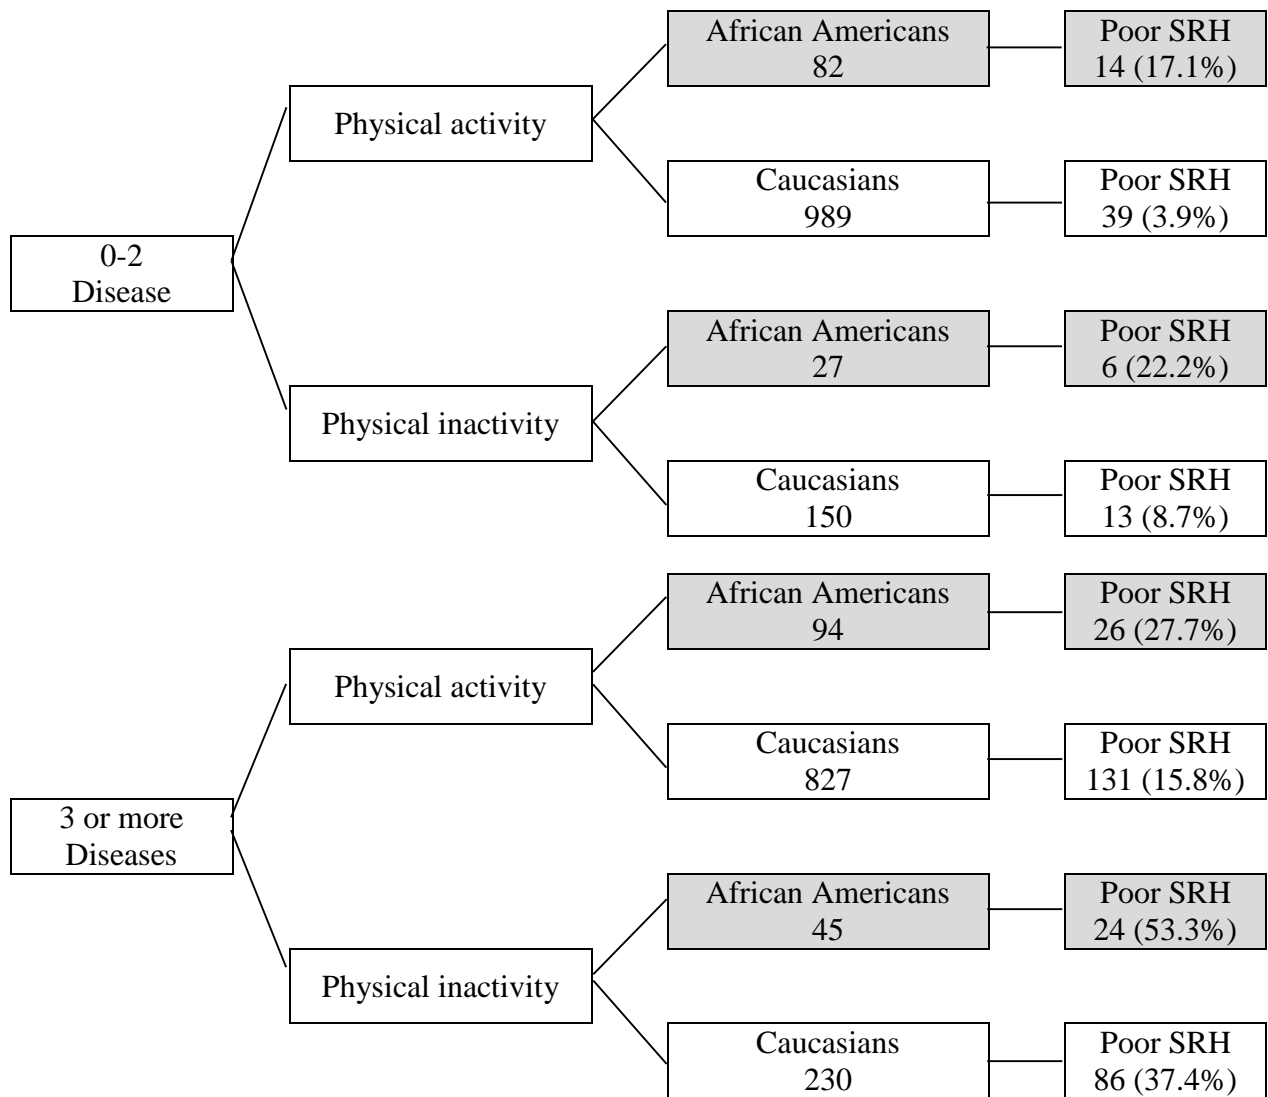 0-2
Disease
Physical activity
African Americans
82
Poor SRH
14 (17.1%)
Caucasians
989
Poor SRH
39 (3.9%)
Physical inactivity
African Americans
27
Poor SRH
6 (22.2%)
Caucasians
150
Poor SRH
13 (8.7%)
3 or more
Diseases
Physical activity
African Americans
94
Poor SRH
26 (27.7%)
Caucasians
827
Poor SRH
131 (15.8%)
Physical inactivity
African Americans
45
Poor SRH
24 (53.3%)
Caucasians
230
Poor SRH
86 (37.4%)